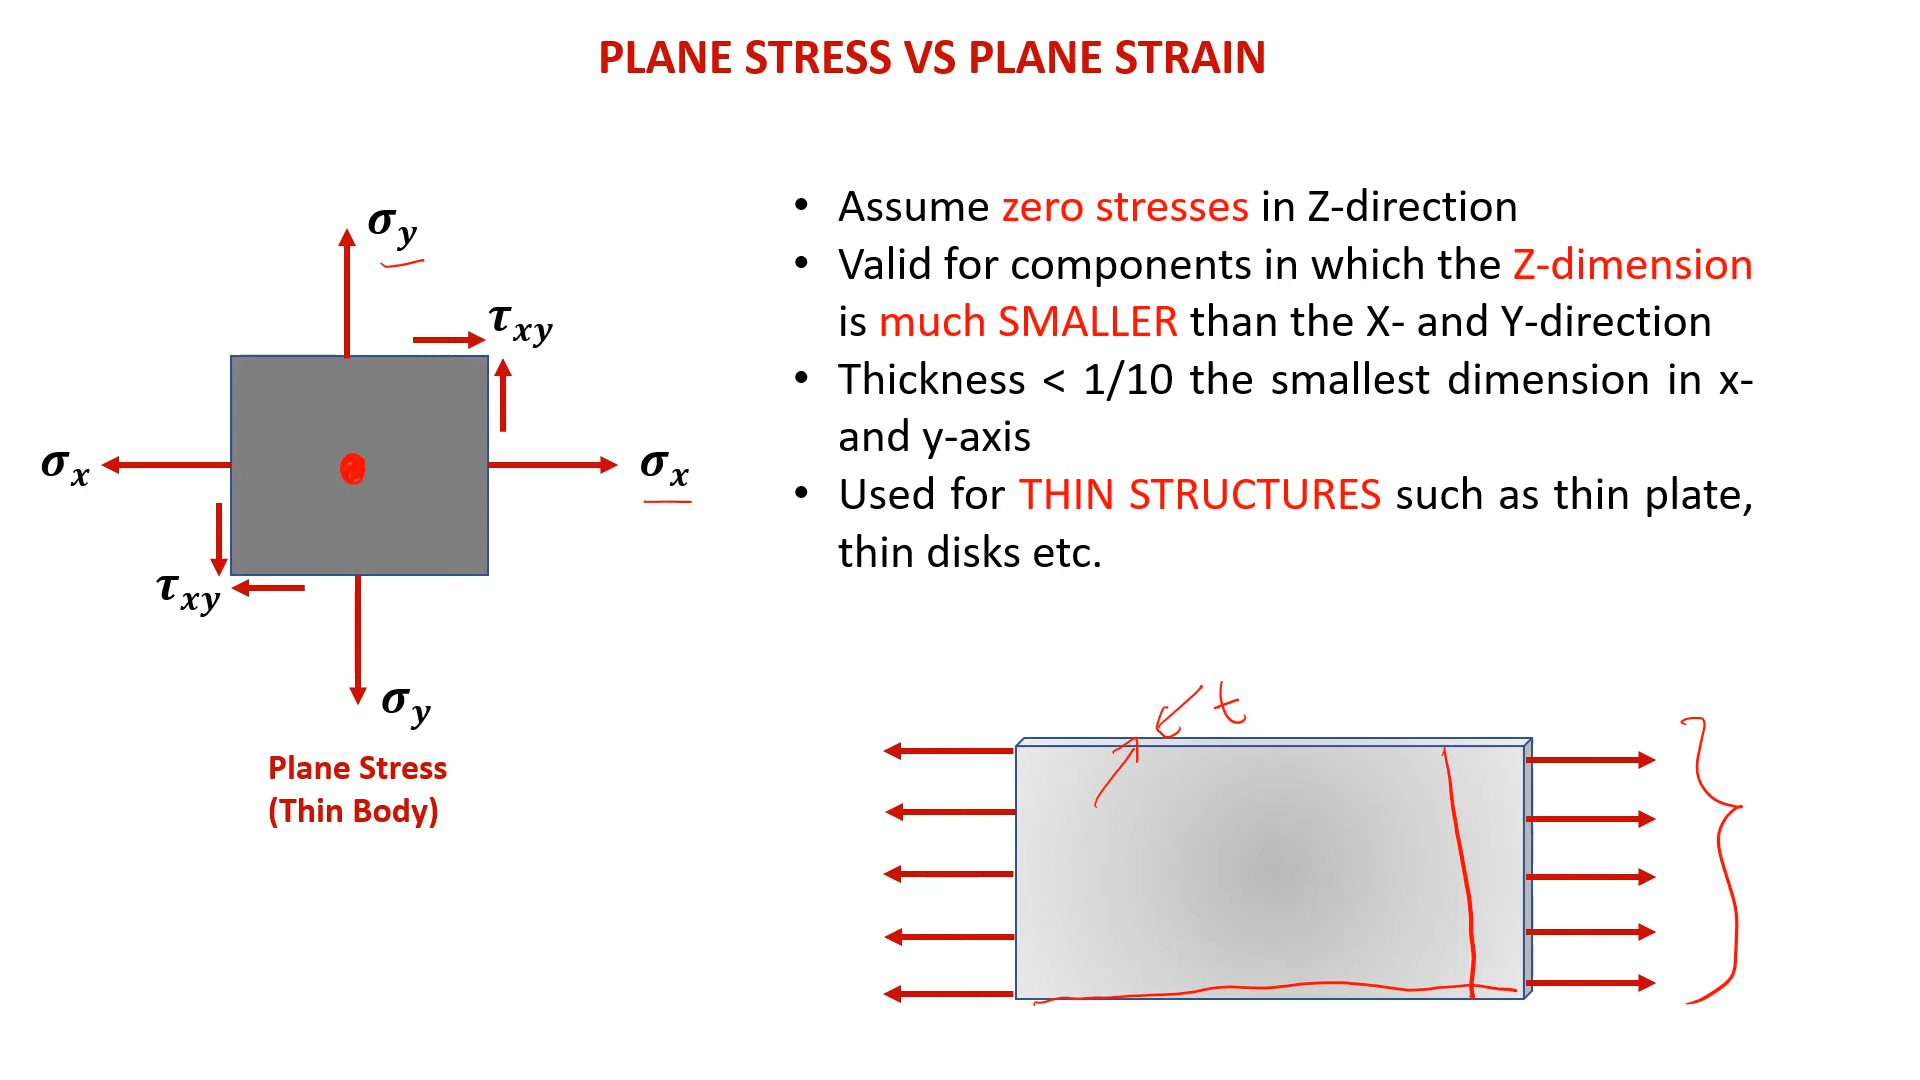 PLANE STRESS VS PLANE STRAIN
σy
τxy
σx
σx
τxy
σy
Plane Stress
(Thin Body)
• Assume zero stresses in Z-direction
• Valid for components in which the Z-dimension
is much SMALLER than the X- and Y-direction
• Thickness < 1/10 the smallest dimension in x-
and y-axis
• Used for THIN STRUCTURES such as thin plate,
thin disks etc.
t